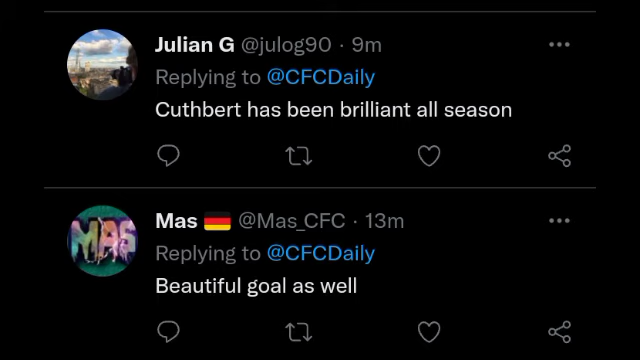 Julian G @julog90 · 9m
Replying to @CFCDaily
Cuthbert has been brilliant all season
Mas 🇩🇪 @Mas_CFC · 13m
MAS
Replying to @CFCDaily
Beautiful goal as well